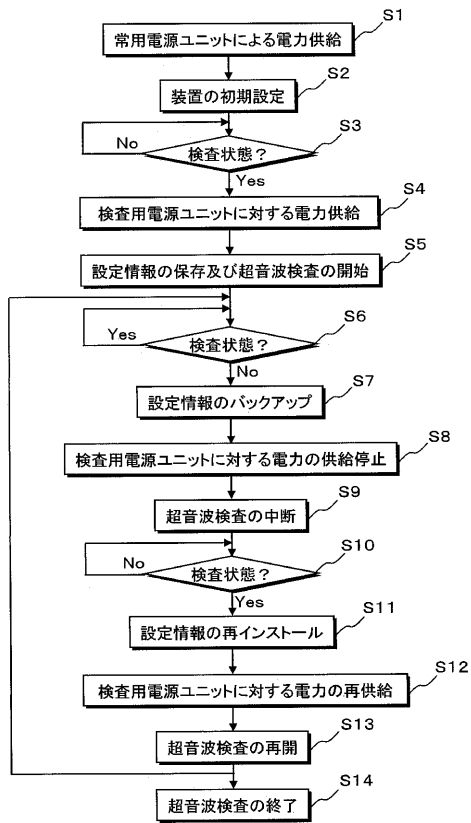 S1
常用電源ユニットによる電力供給
S2
装置の初期設定
S3
No
検査状態？
Yes
S4
検査用電源ユニットに対する電力供給
S5
設定情報の保存及び超音波検査の開始
S6
Yes
検査状態？
No
S7
設定情報のバックアップ
S8
検査用電源ユニットに対する電力の供給停止
S9
超音波検査の中断
S10
No
検査状態？
Yes
S11
設定情報の再インストール
S12
検査用電源ユニットに対する電力の再供給
S13
超音波検査の再開
S14
超音波検査の終了